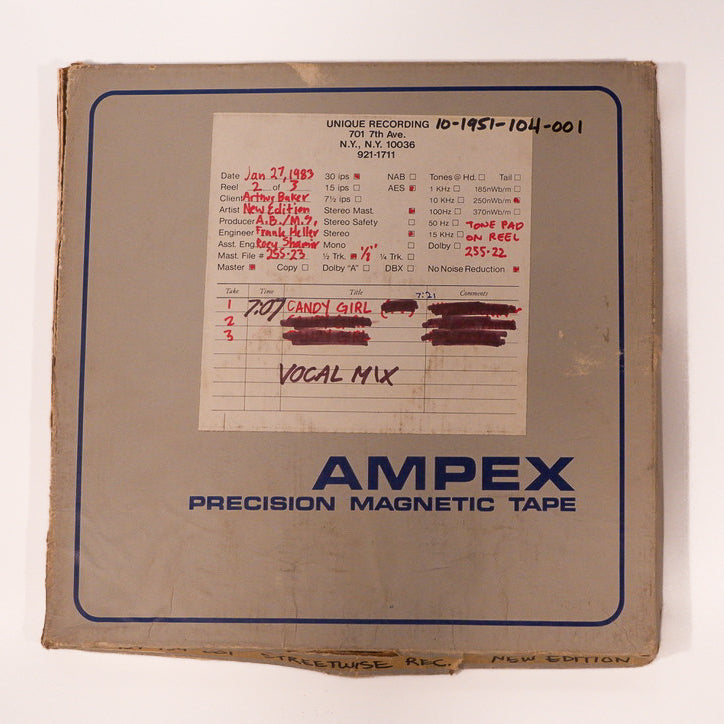 UNIQUE RECORDING 10-1951-104-001
701 7th Ave.
N.Y., N.Y. 10036
921-1711
Date Jan 27, 1983 30 ips NAB Tones @ Hd. Tail
Reel 2 of 3 15 ips AES 1 KHz 185nWb/m
Client Arthur Baker 7½ ips 10 KHz 250nWb/m
Artist New Edition Stereo Mast. 100Hz 370nWb/m
Producer A.B./M.J. Stereo Safety 50 Hz TONE PAD
Engineer Frank Heller Stereo 15 KHz ON REEL
Asst. Eng. Roey Shamir Mono Dolby 255-22
Mast. File # 255-23 ½ Trk. ½" ¼ Trk.
Master Copy Dolby "A" DBX No Noise Reduction
Take Time Title 7:21 Comments
1 7:07 CANDY GIRL
2
3
VOCAL MIX
AMPEX
PRECISION MAGNETIC TAPE
STREETWISE REC. NEW EDITION